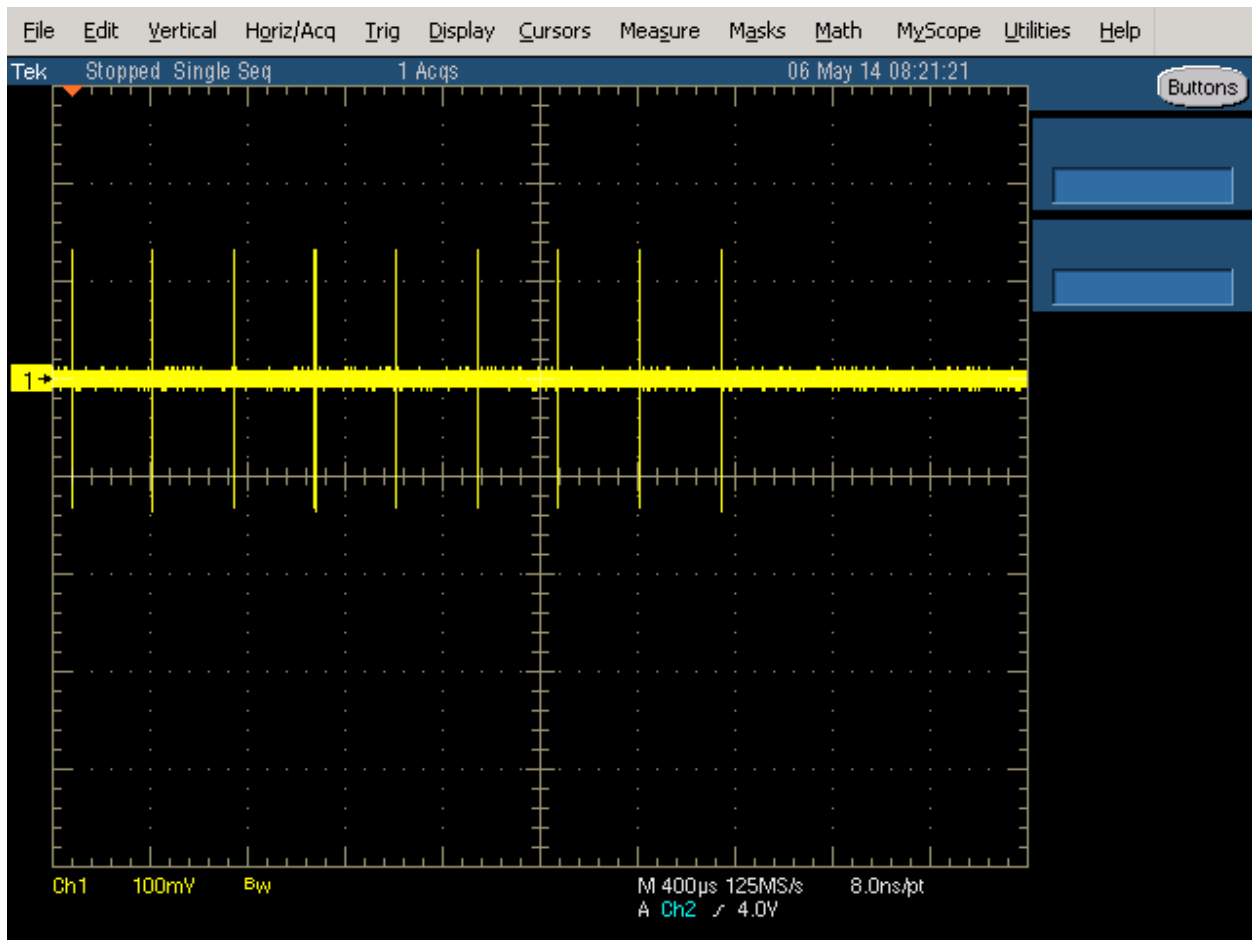 File Edit Vertical Horiz/Acq Trig Display Cursors Measure Masks Math MyScope Utilities Help
Tek Stopped Single Seq 1 Acqs 06 May 14 08:21:21 Buttons
1
Ch1 100mV Bw M 400µs 125MS/s 8.0ns/pt
A Ch2 / 4.0V